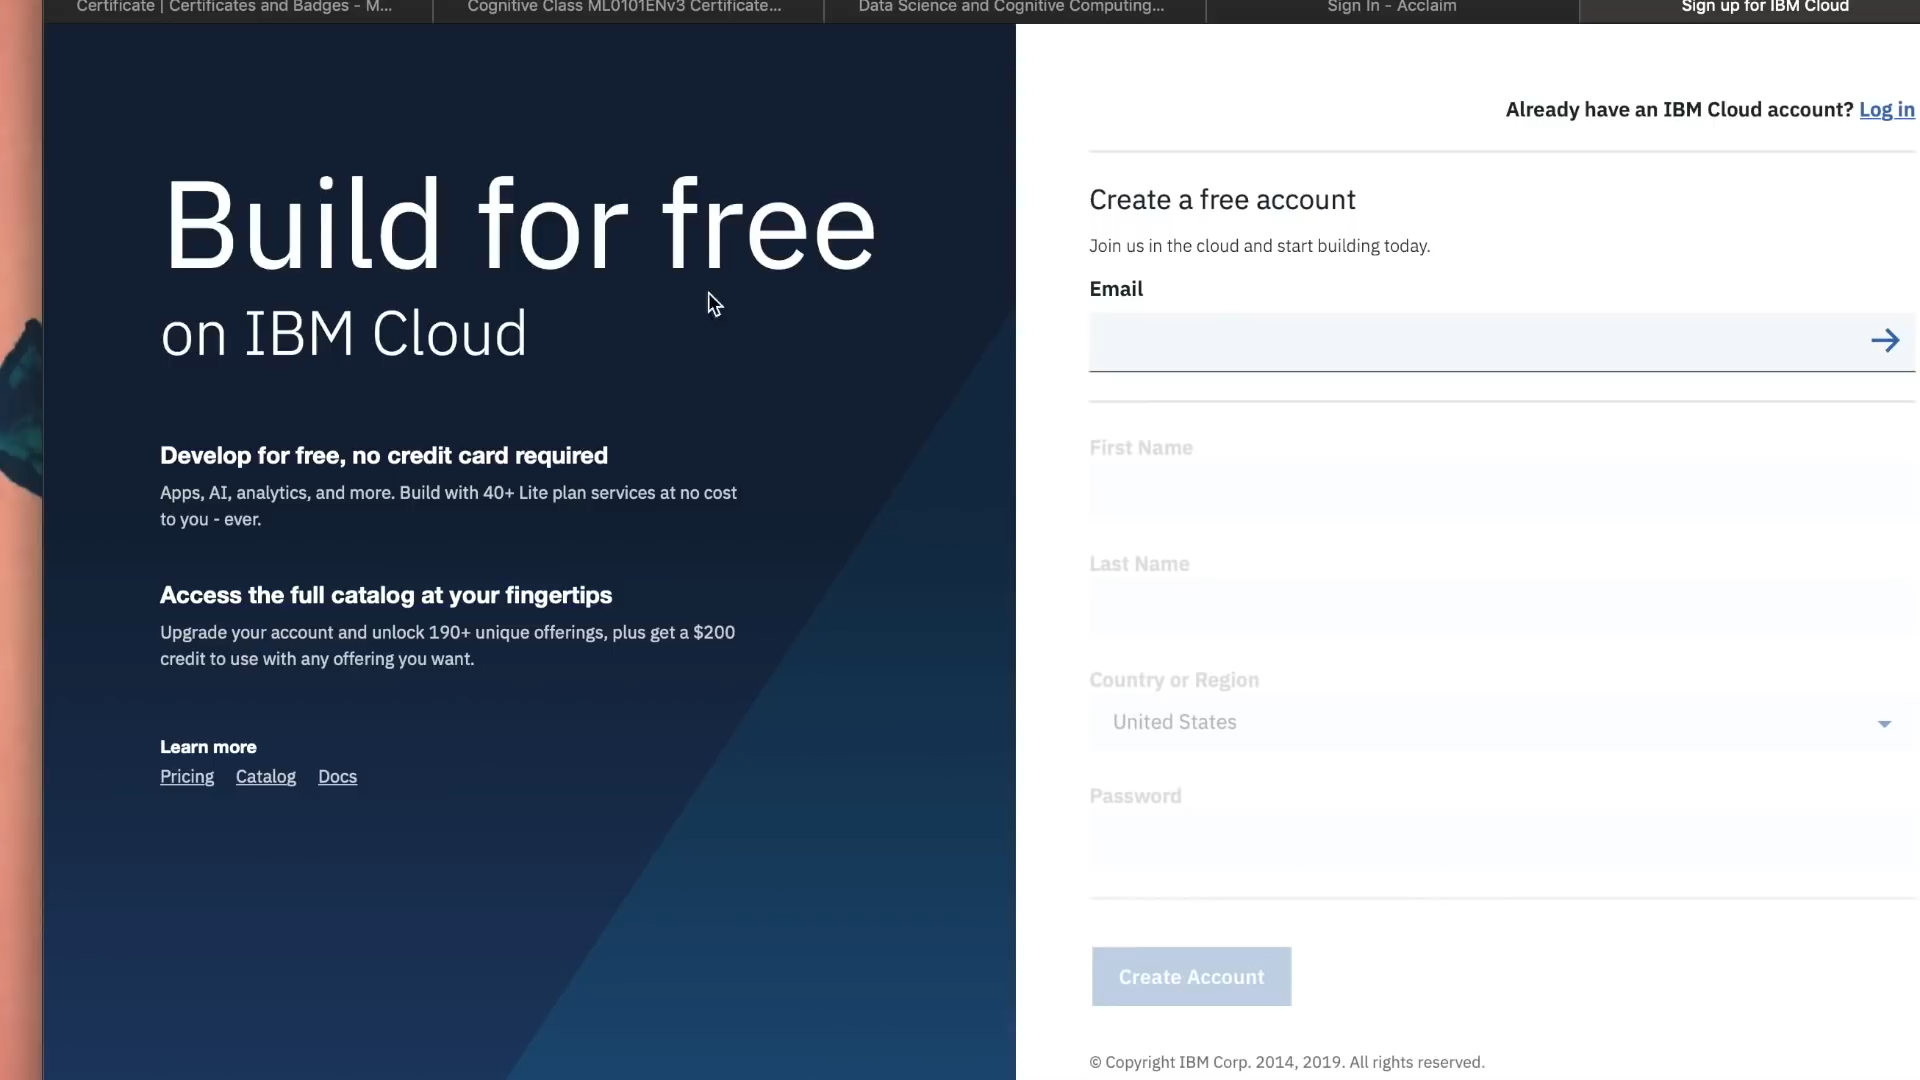 Certificate | Certificates and Badges - M...
Cognitive Class ML0101ENv3 Certificate...
Data Science and Cognitive Computing...
Sign In - Acclaim
Sign up for IBM Cloud
Build for free
on IBM Cloud
Develop for free, no credit card required
Apps, AI, analytics, and more. Build with 40+ Lite plan services at no cost
to you - ever.
Access the full catalog at your fingertips
Upgrade your account and unlock 190+ unique offerings, plus get a $200
credit to use with any offering you want.
Learn more
Pricing Catalog Docs
Already have an IBM Cloud account? Log in
Create a free account
Join us in the cloud and start building today.
Email
First Name
Last Name
Country or Region
United States
Password
Create Account
© Copyright IBM Corp. 2014, 2019. All rights reserved.